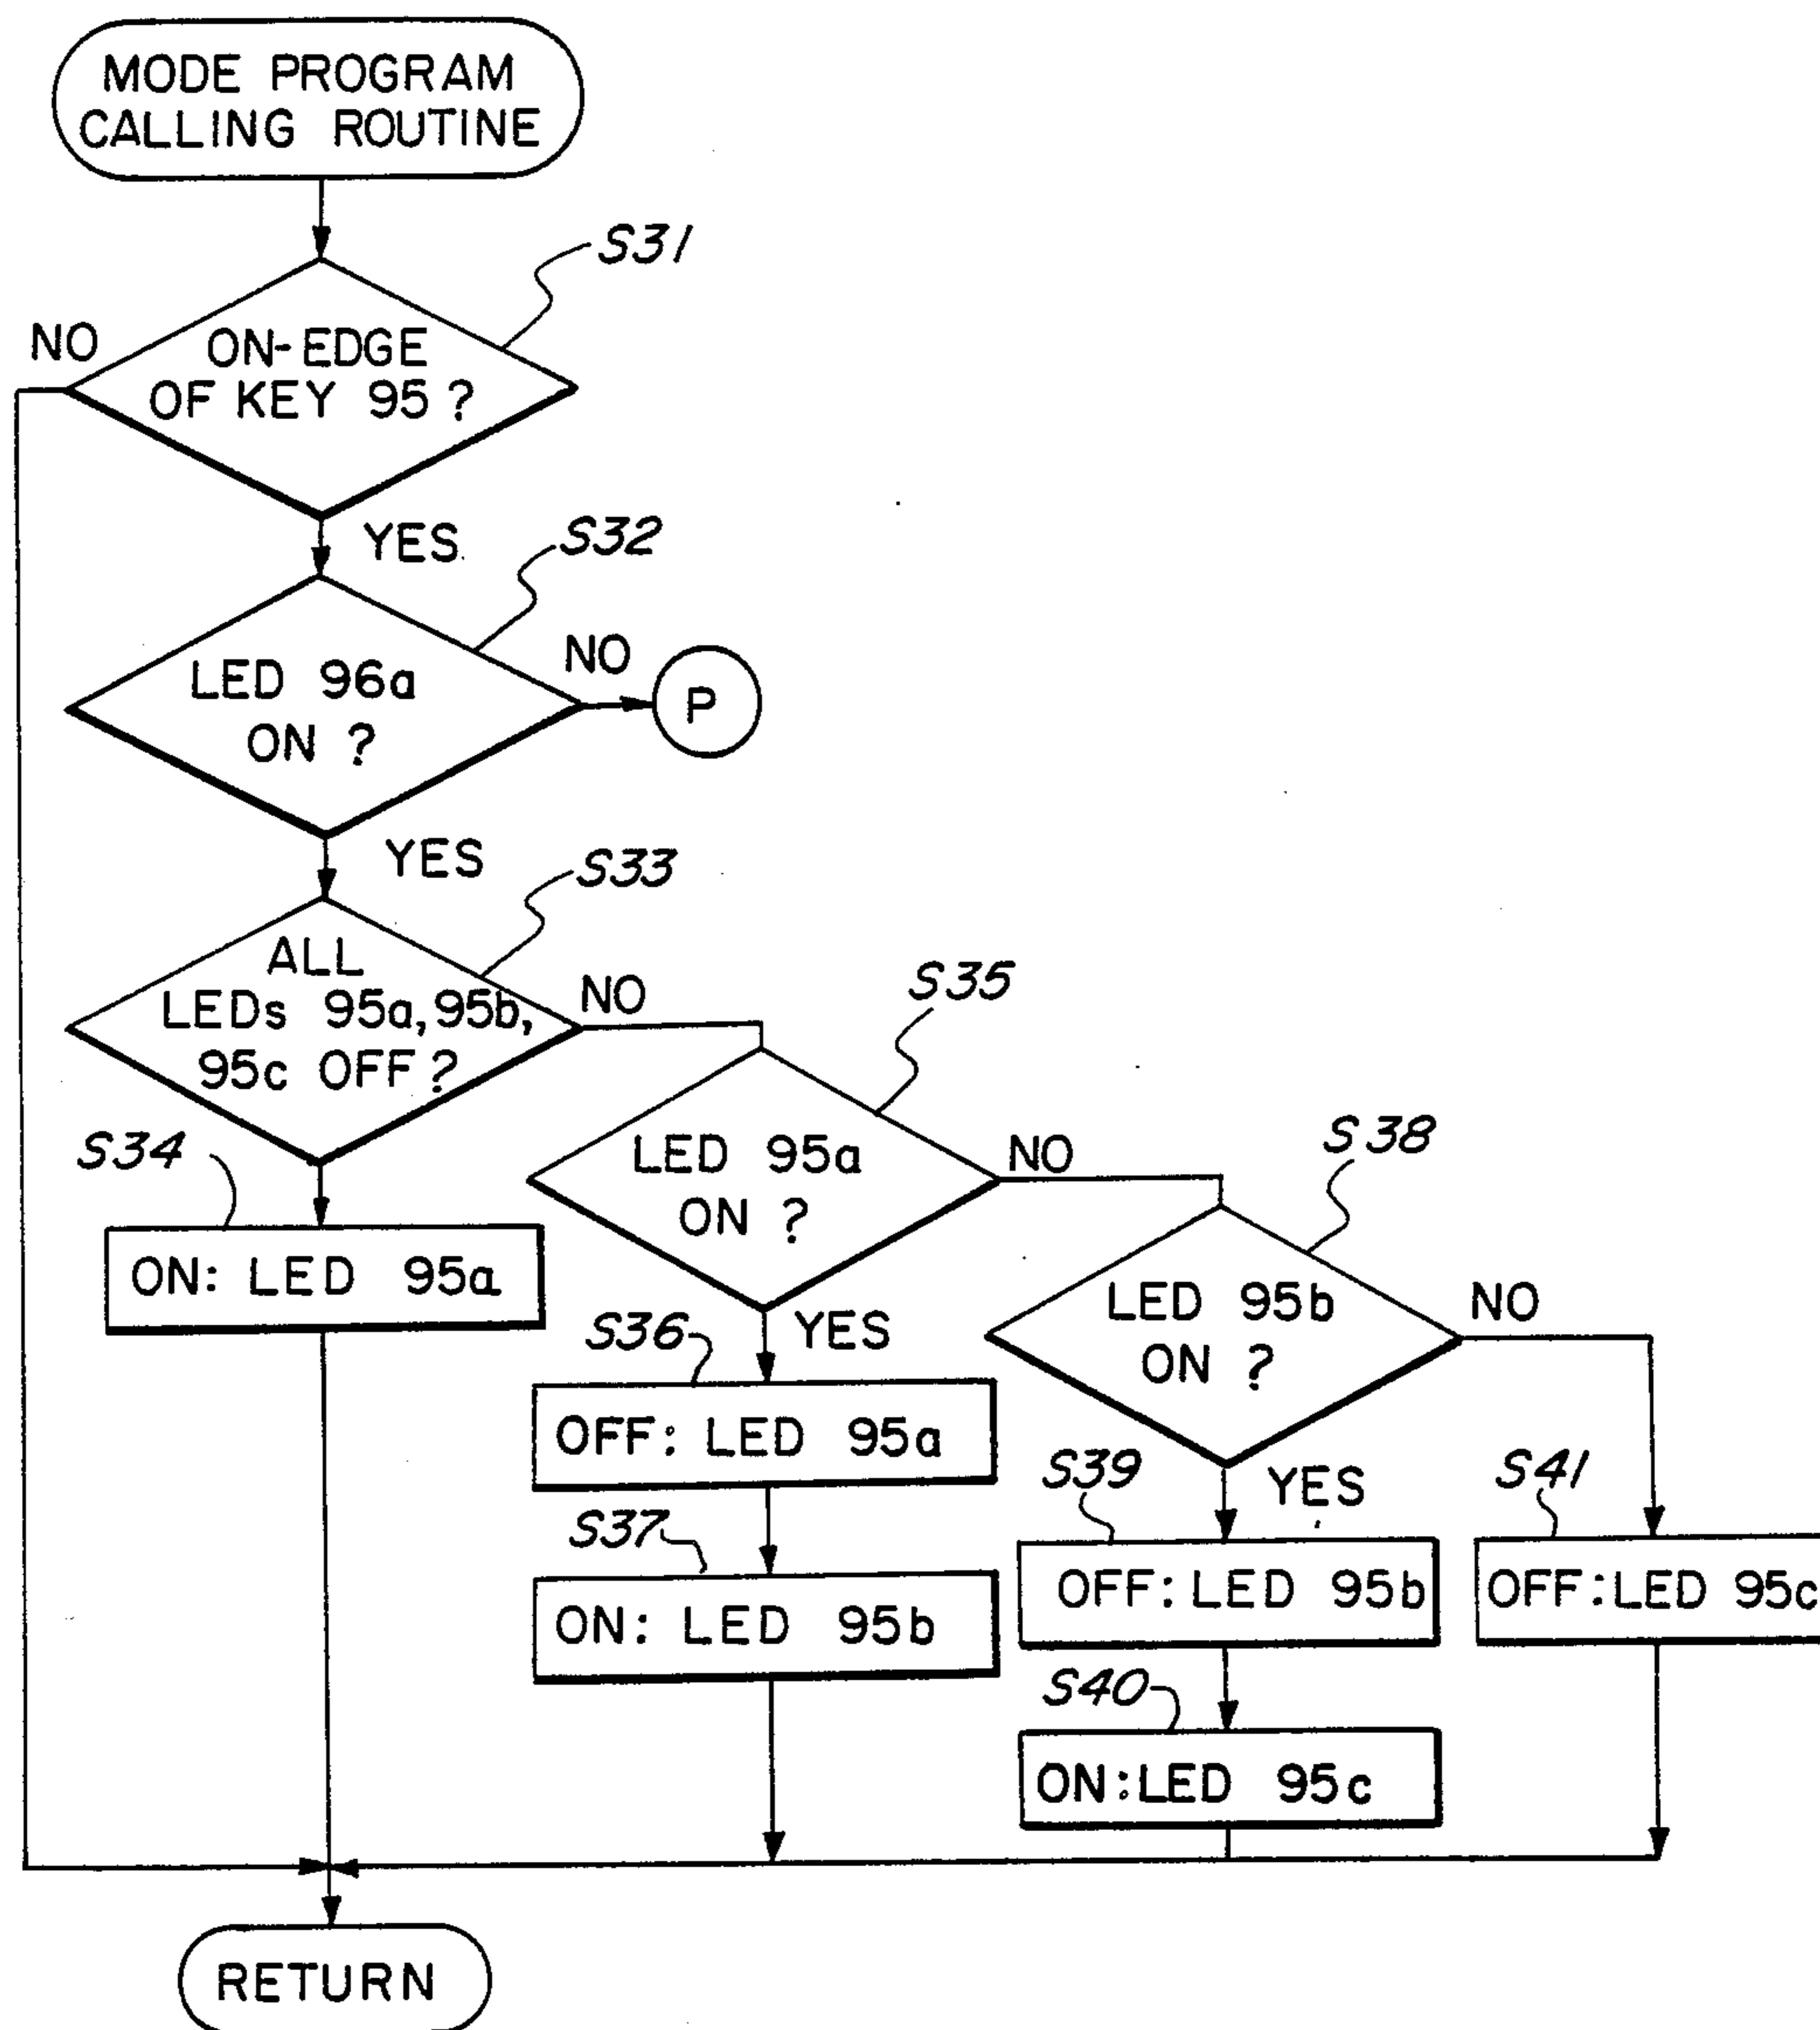 MODE PROGRAM
CALLING ROUTINE
S31
NO
ON-EDGE
OF KEY 95 ?
YES
S32
LED 96a
ON ?
NO
P
YES
S33
ALL
LEDs 95a, 95b,
95c OFF ?
NO
S34
ON: LED 95a
S35
LED 95a
ON ?
NO
YES
S36
OFF: LED 95a
S37
ON: LED 95b
S38
LED 95b
ON ?
NO
YES
S39
OFF: LED 95b
S40
ON: LED 95c
S41
OFF: LED 95c
RETURN